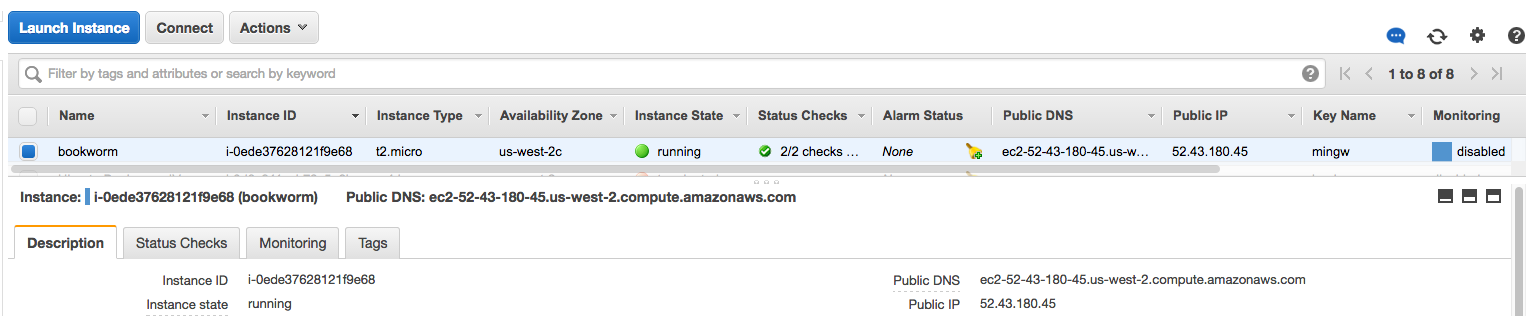 Launch Instance Connect Actions
Filter by tags and attributes or search by keyword 1 to 8 of 8
Name Instance ID Instance Type Availability Zone Instance State Status Checks Alarm Status Public DNS Public IP Key Name Monitoring
bookworm i-0ede37628121f9e68 t2.micro us-west-2c running 2/2 checks ... None ec2-52-43-180-45.us-w... 52.43.180.45 mingw disabled
Instance: i-0ede37628121f9e68 (bookworm) Public DNS: ec2-52-43-180-45.us-west-2.compute.amazonaws.com
Description Status Checks Monitoring Tags
Instance ID i-0ede37628121f9e68 Public DNS ec2-52-43-180-45.us-west-2.compute.amazonaws.com
Instance state running Public IP 52.43.180.45